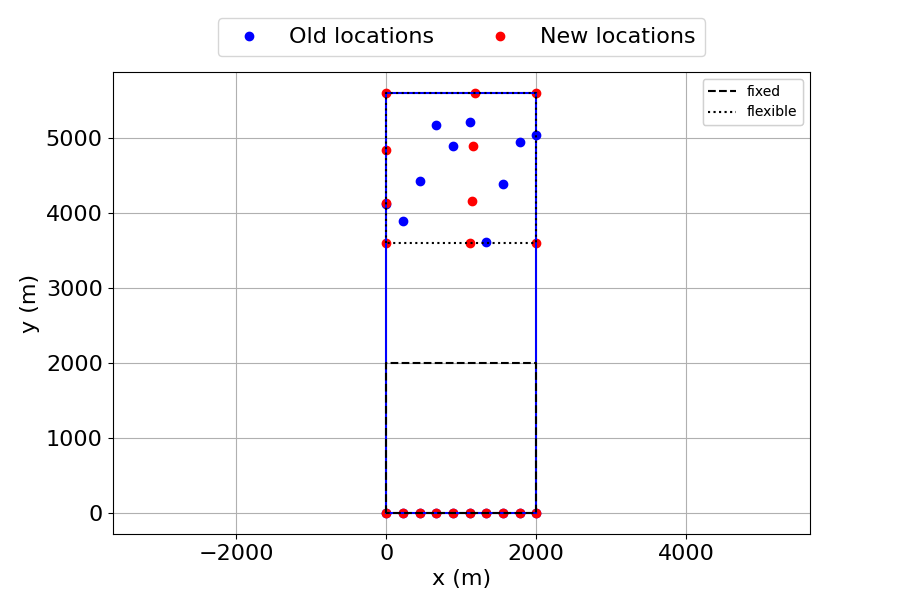 Old locations
New locations
fixed
flexible
5000
4000
3000
2000
1000
0
−2000
0
2000
4000
x (m)
y (m)